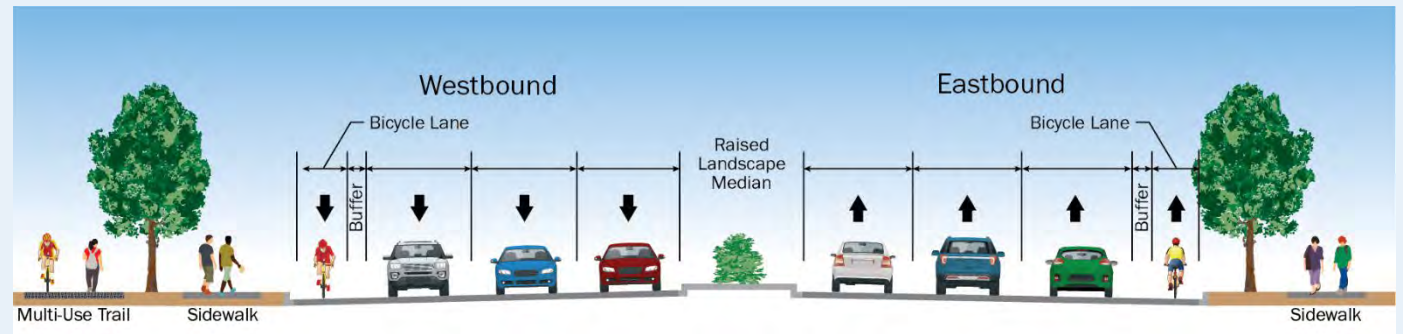 Westbound
Eastbound
Bicycle Lane
Bicycle Lane
Raised
Landscape
Median
Buffer
Buffer
Multi-Use Trail
Sidewalk
Sidewalk